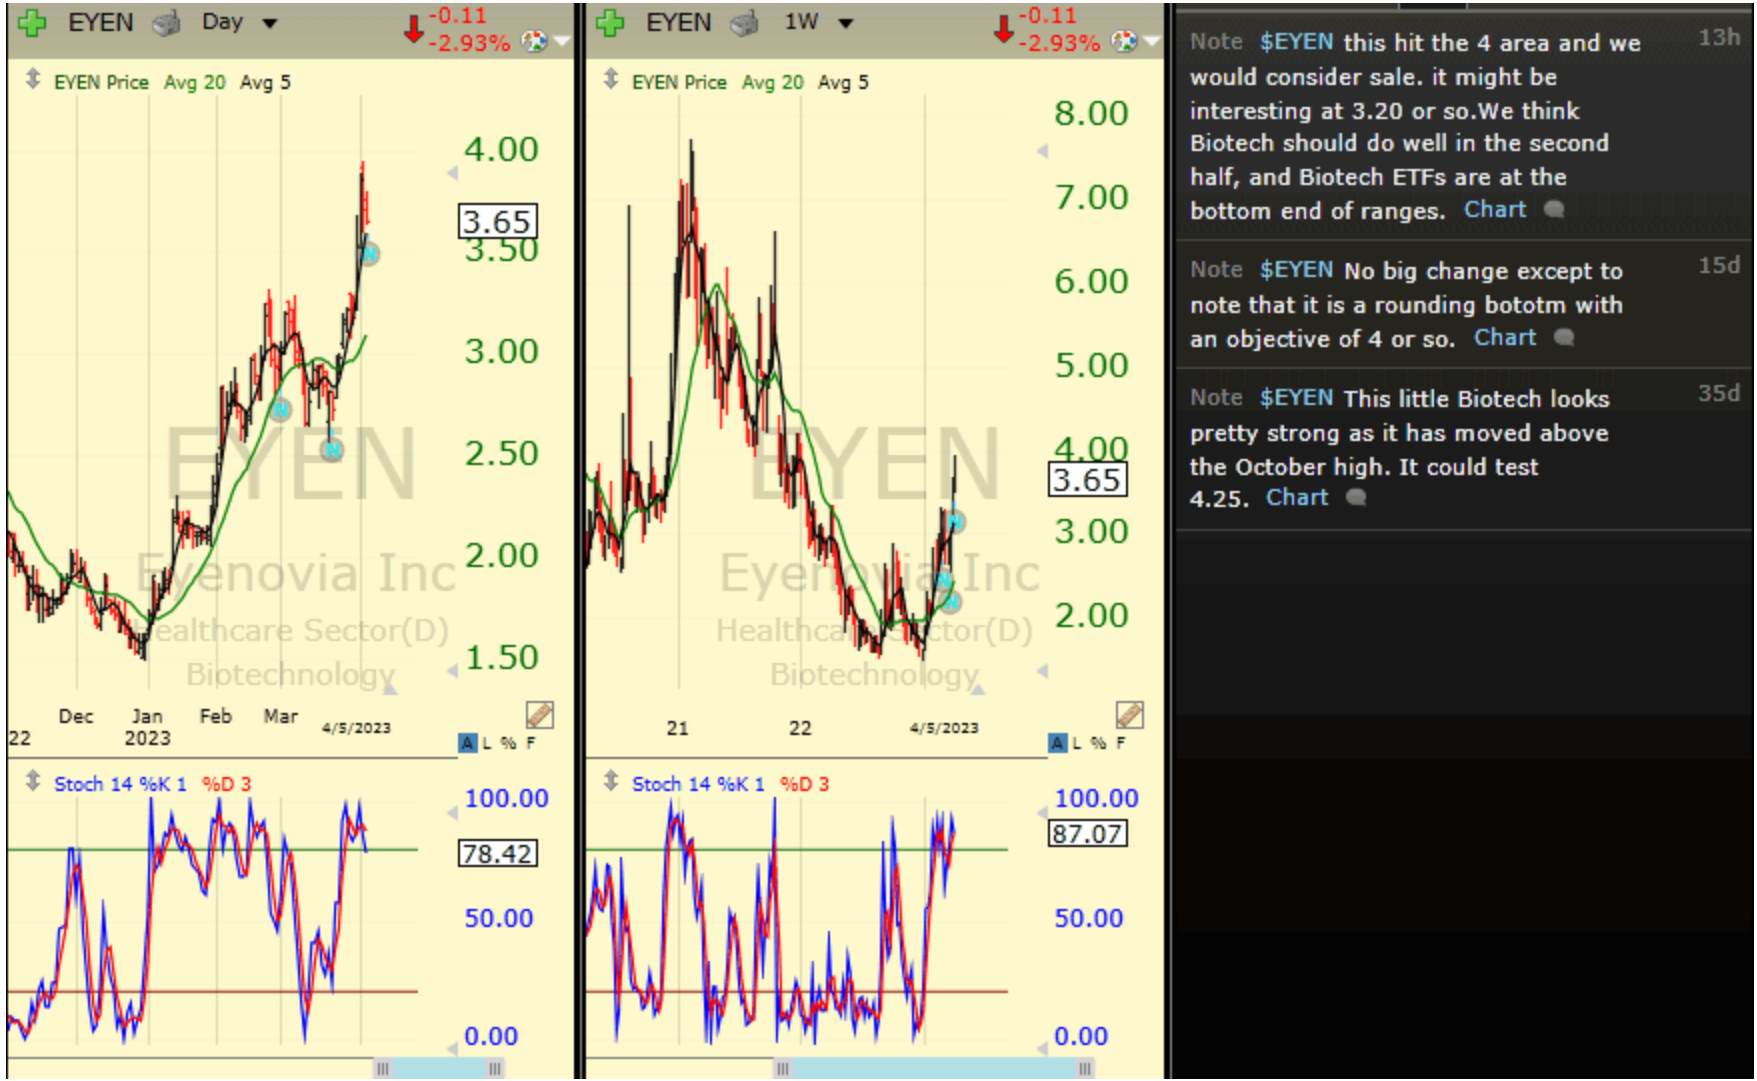 EYEN Day -0.11
-2.93%
EYEN Price Avg 20 Avg 5
4.00
3.65
3.50
3.00
2.50
2.00
1.50
EYEN
Eyenovia Inc
Healthcare Sector(D)
Biotechnology
Dec Jan Feb Mar 4/5/2023
22 2023
A L % F
Stoch 14 %K 1 %D 3
100.00
78.42
50.00
0.00
N
N
N
EYEN 1W -0.11
-2.93%
EYEN Price Avg 20 Avg 5
8.00
7.00
6.00
5.00
4.00
3.65
3.00
2.00
EYEN
Eyenovia Inc
Healthcare Sector(D)
Biotechnology
21 22 4/5/2023
A L % F
Stoch 14 %K 1 %D 3
100.00
87.07
50.00
0.00
N
N
N
Note $EYEN this hit the 4 area and we 13h
would consider sale. it might be
interesting at 3.20 or so.We think
Biotech should do well in the second
half, and Biotech ETFs are at the
bottom end of ranges. Chart
Note $EYEN No big change except to 15d
note that it is a rounding bototm with
an objective of 4 or so. Chart
Note $EYEN This little Biotech looks 35d
pretty strong as it has moved above
the October high. It could test
4.25. Chart